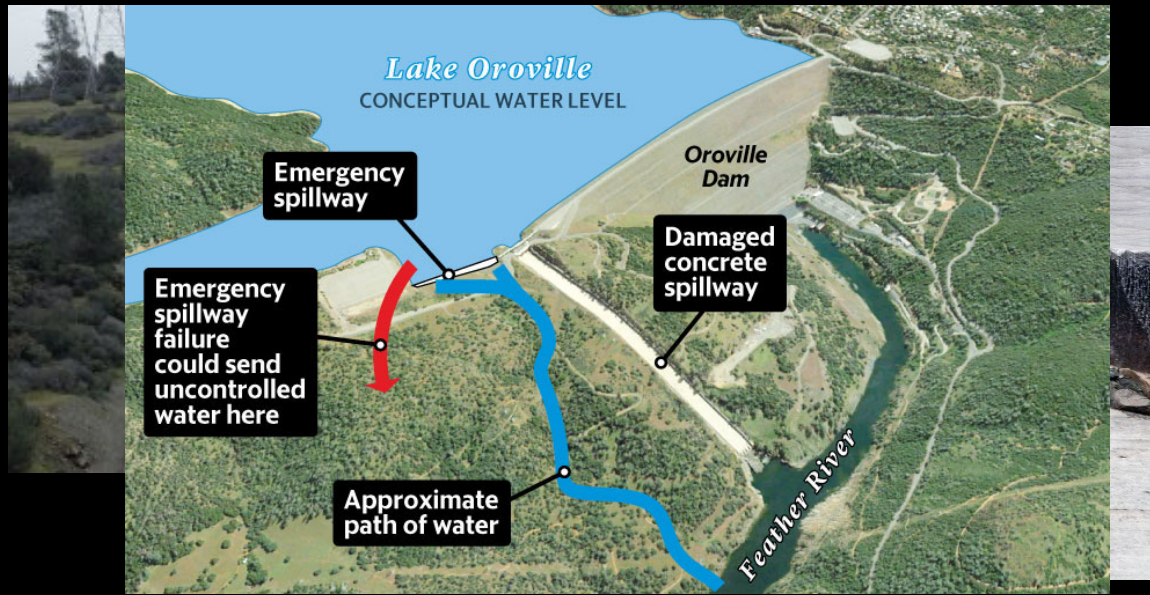 Lake Oroville
CONCEPTUAL WATER LEVEL
Oroville
Dam
Emergency
spillway
Damaged
concrete
spillway
Emergency
spillway
failure
could send
uncontrolled
water here
Approximate
path of water
Feather River